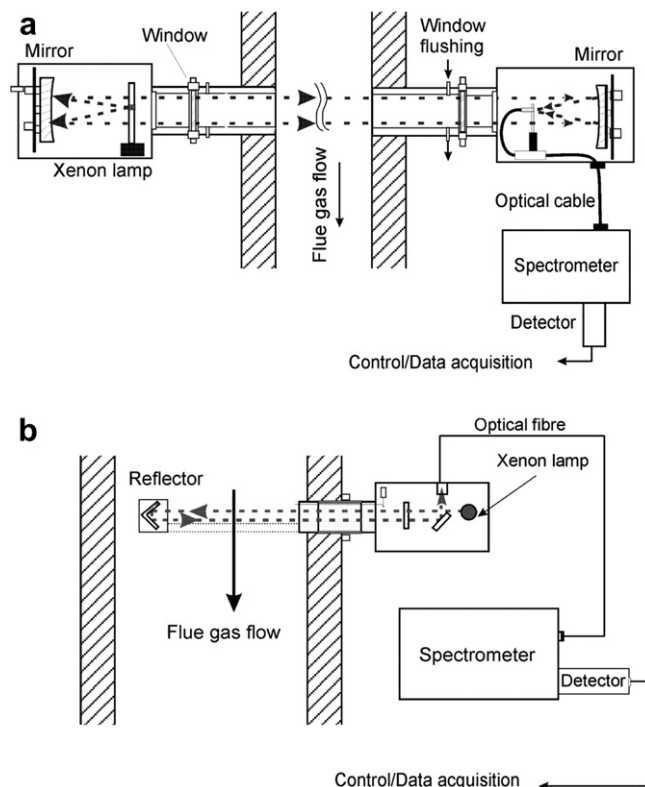 a
Mirror
Window
Window
flushing
Mirror
Xenon lamp
Flue gas flow
Optical cable
Spectrometer
Detector
Control/Data acquisition
b
Optical fibre
Xenon lamp
Reflector
Flue gas flow
Spectrometer
Detector
Control/Data acquisition